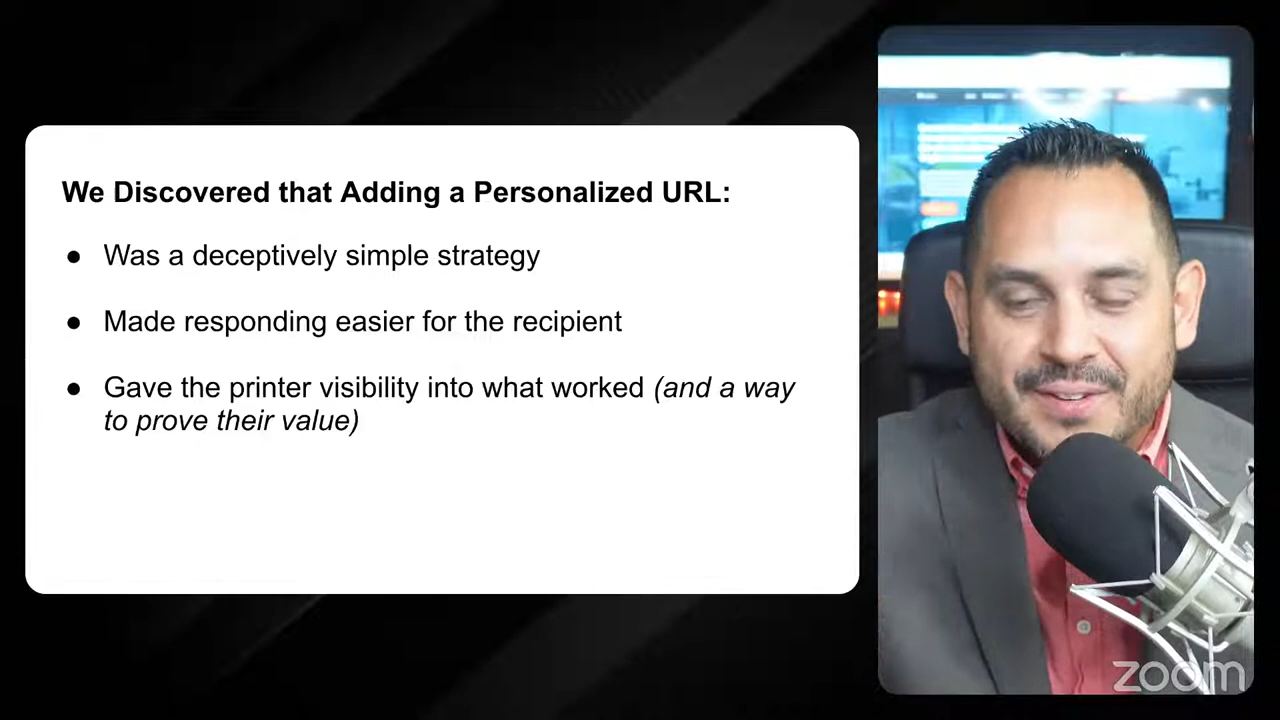 We Discovered that Adding a Personalized URL:
● Was a deceptively simple strategy
● Made responding easier for the recipient
● Gave the printer visibility into what worked (and a way
to prove their value)
zoom